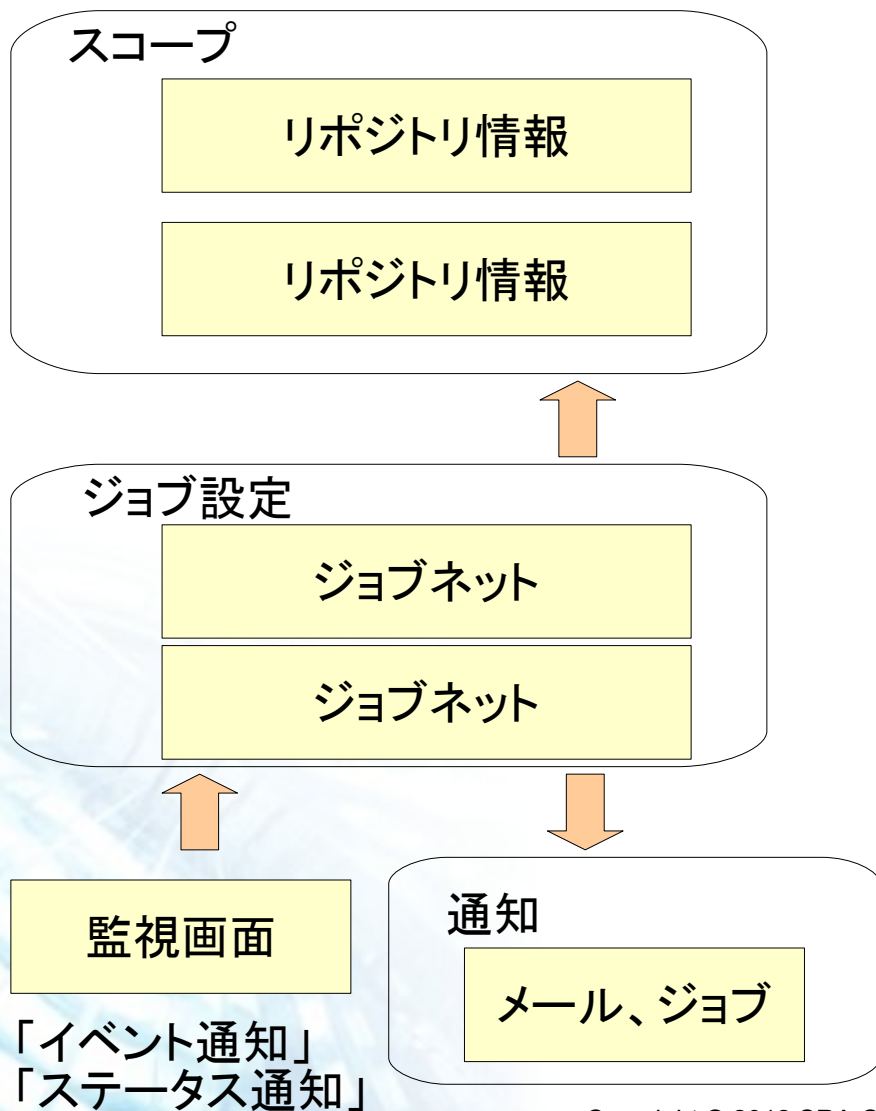 スコープ
リポジトリ情報
リポジトリ情報
ジョブ設定
ジョブネット
ジョブネット
監視画面
「イベント通知」
「ステータス通知」
通知
メール、ジョブ